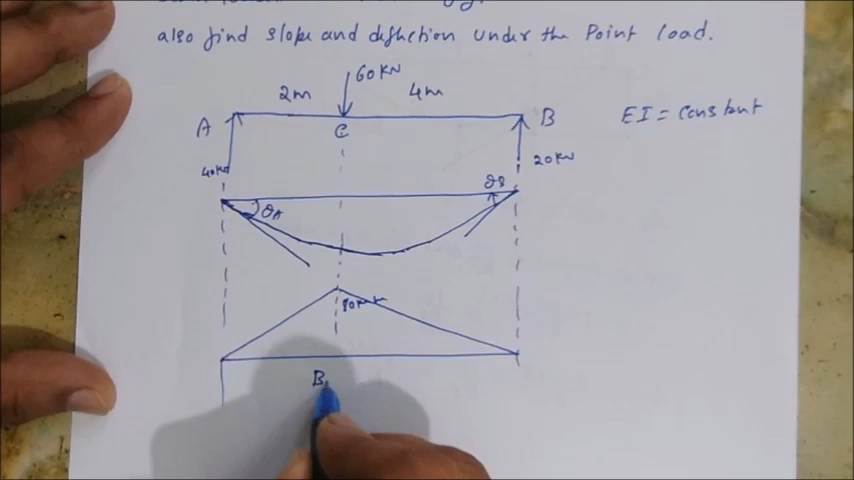 also find slope and deflection under the Point load.
60KN
2m 4m
A C B EI = Constant
40KN 20KN
θA θB
80KN
B